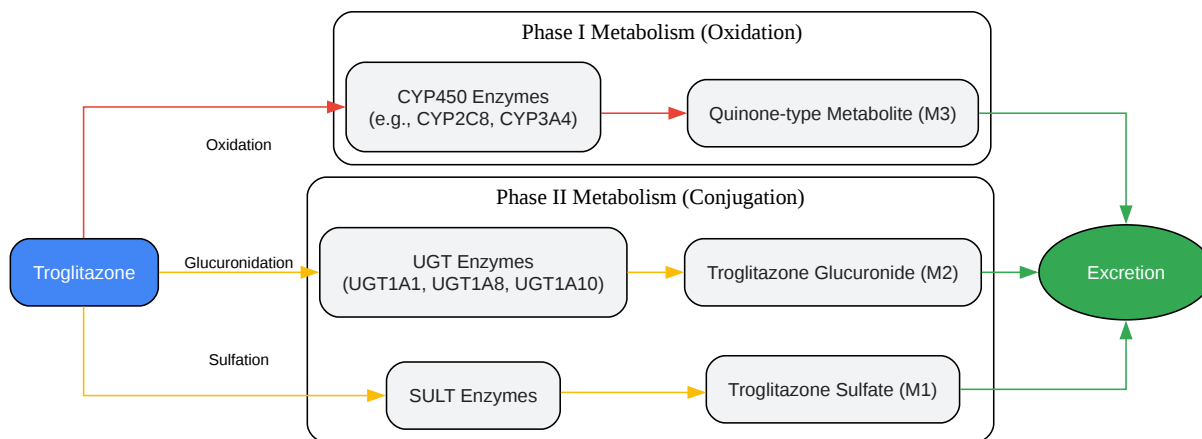 Phase I Metabolism (Oxidation)
CYP450 Enzymes
(e.g., CYP2C8, CYP3A4)
Quinone-type Metabolite (M3)
Oxidation
Phase II Metabolism (Conjugation)
Troglitazone
Glucuronidation
UGT Enzymes
(UGT1A1, UGT1A8, UGT1A10)
Troglitazone Glucuronide (M2)
Excretion
Sulfation
SULT Enzymes
Troglitazone Sulfate (M1)